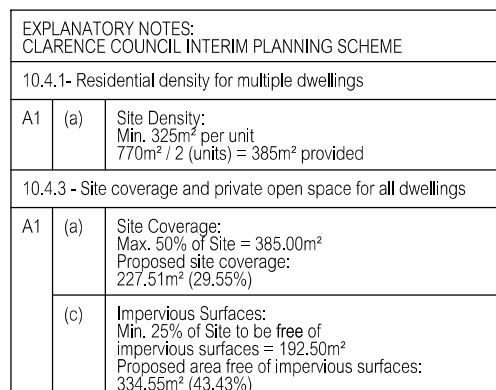 EXPLANATORY NOTES:
CLARENCE COUNCIL INTERIM PLANNING SCHEME
10.4.1- Residential density for multiple dwellings
A1 (a) Site Density:
Min. 325m² per unit
770m² / 2 (units) = 385m² provided
10.4.3 - Site coverage and private open space for all dwellings
A1 (a) Site Coverage:
Max. 50% of Site = 385.00m²
Proposed site coverage:
227.51m² (29.55%)
(c) Impervious Surfaces:
Min. 25% of Site to be free of
impervious surfaces = 192.50m²
Proposed area free of impervious surfaces:
334.55m² (43.43%)